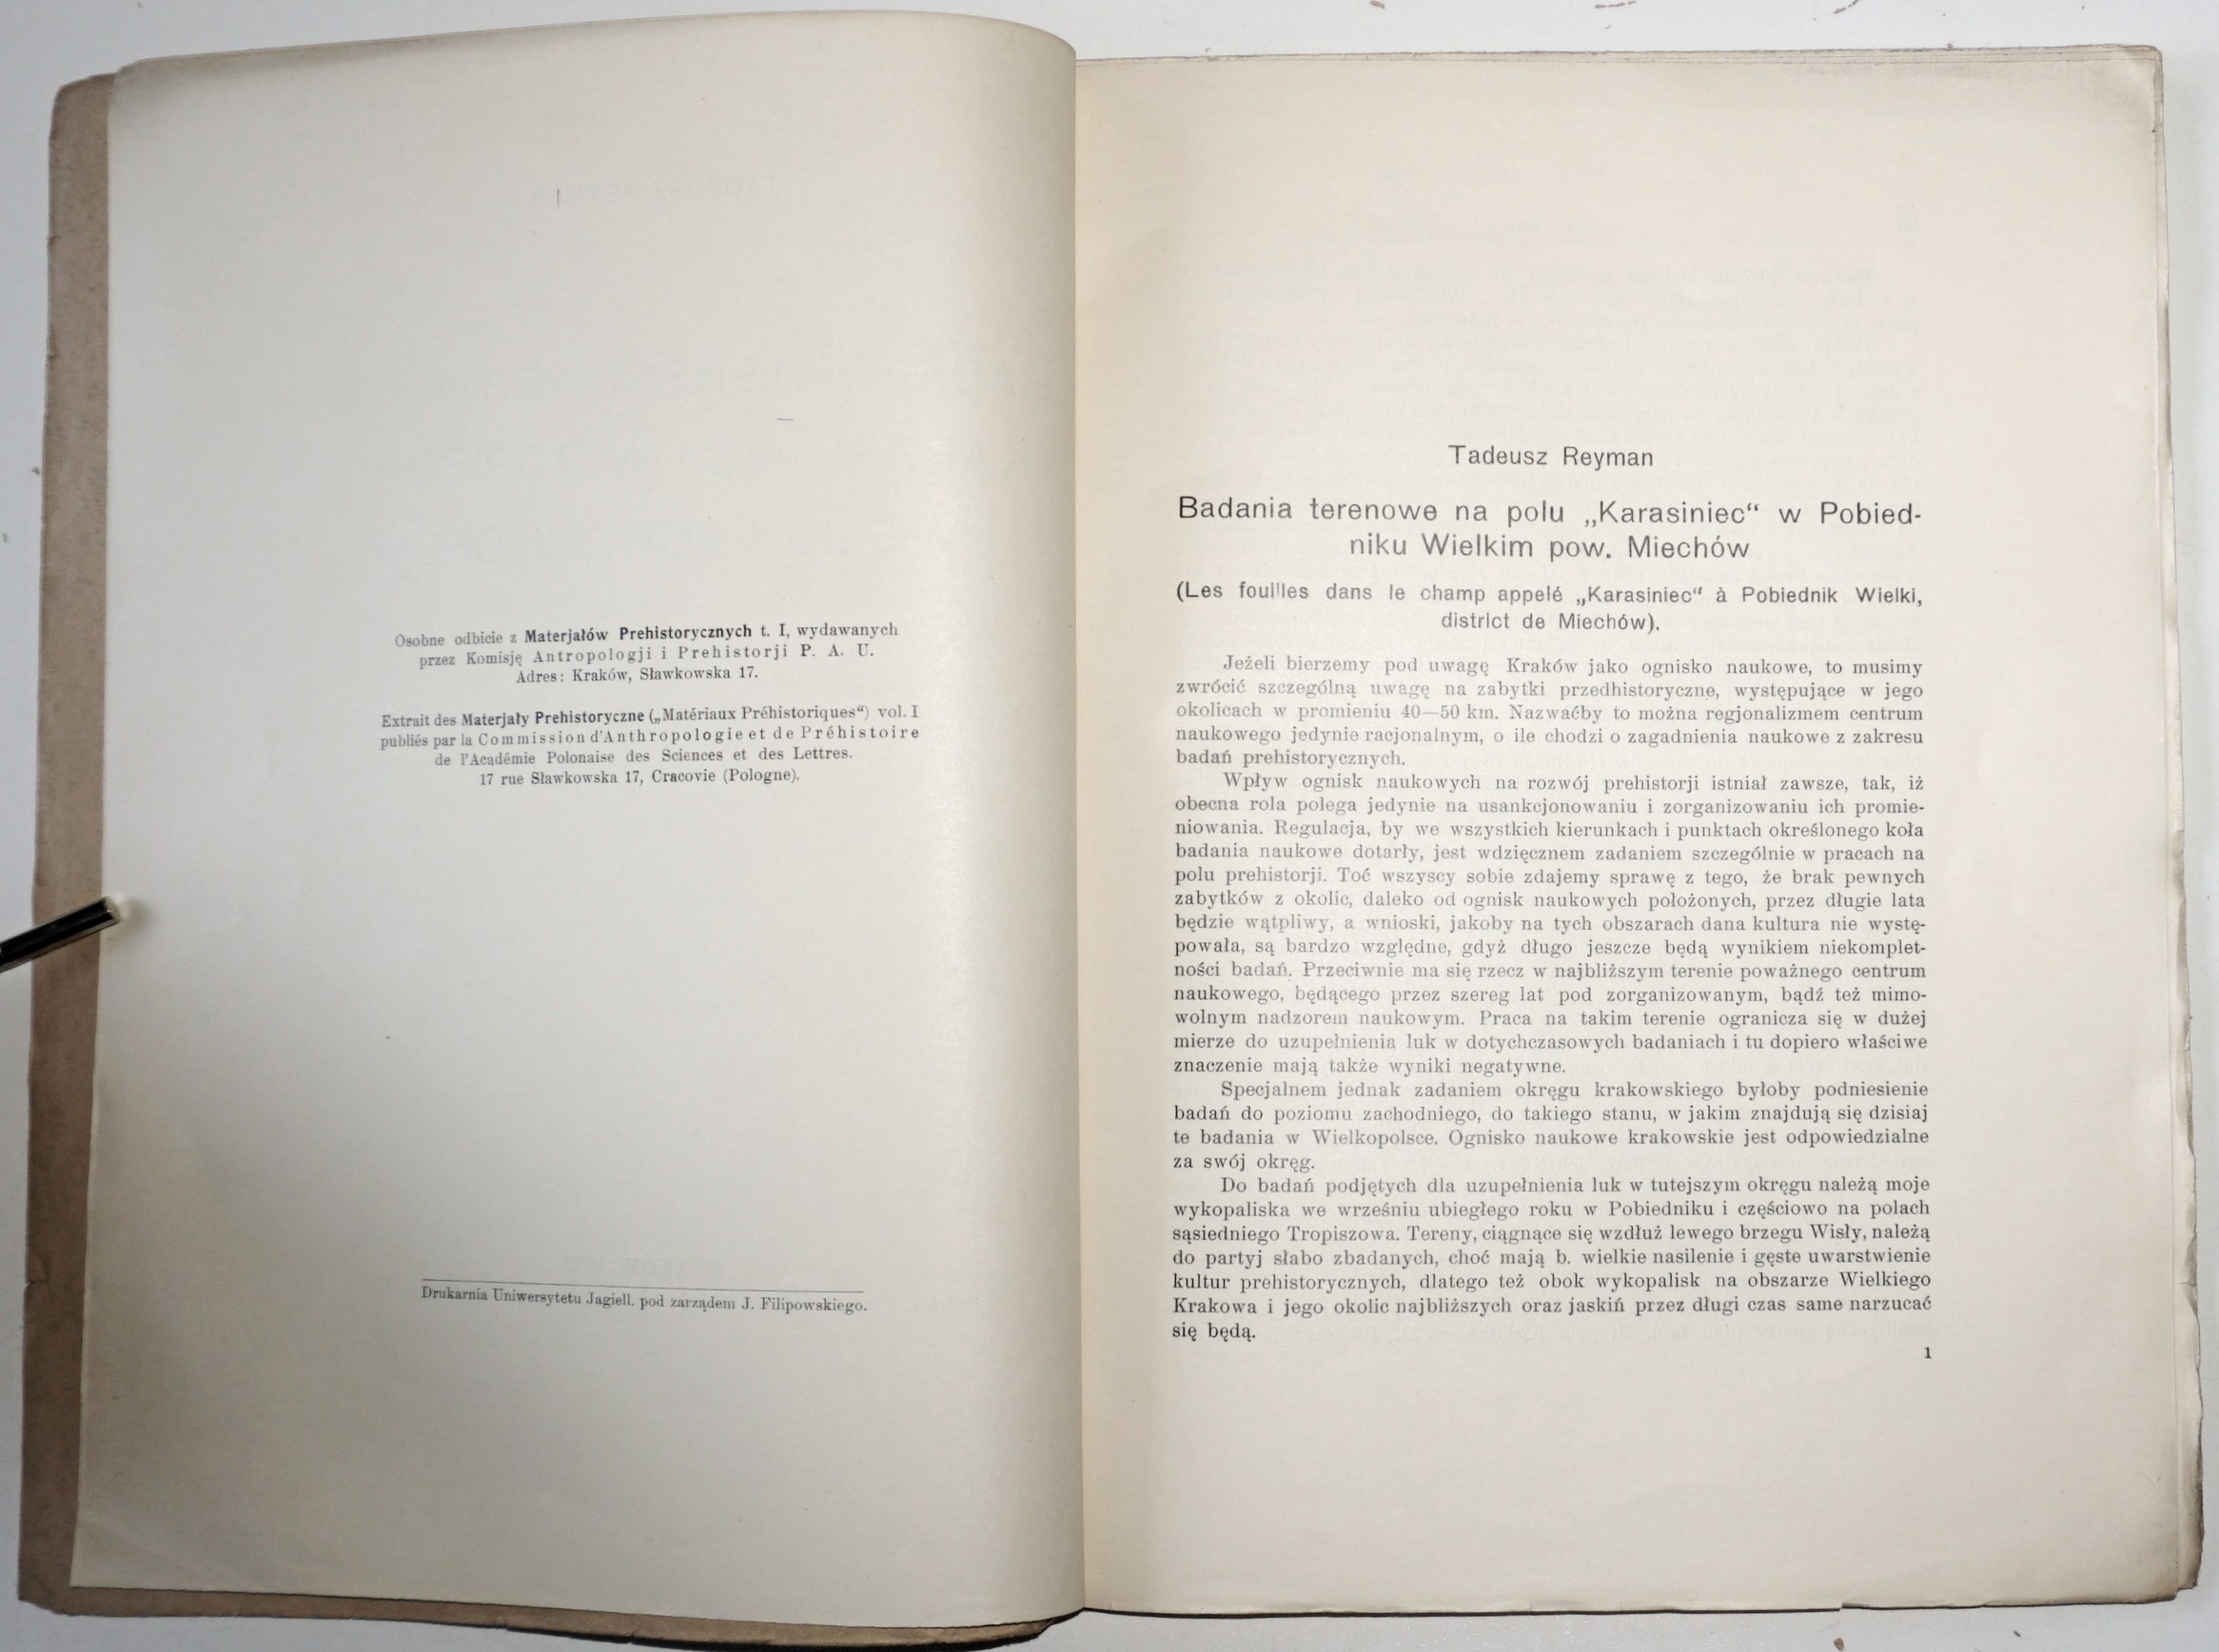 Osobne odbicie z Materjałów Prehistorycznych t. I, wydawanych
przez Komisję Antropologji i Prehistorji P. A. U.
Adres: Kraków, Sławkowska 17.
Extrait des Materjały Prehistoryczne („Matériaux Préhistoriques“) vol. I
publiés par la Commission d'Anthropologie et de Préhistoire
de l'Académie Polonaise des Sciences et des Lettres.
17 rue Sławkowska 17, Cracovie (Pologne).
Drukarnia Uniwersytetu Jagiell. pod zarządem J. Filipowskiego.
Tadeusz Reyman
Badania terenowe na polu „Karasiniec“ w Pobied-
niku Wielkim pow. Miechów
(Les fouilles dans le champ appelé „Karasiniec“ à Pobiednik Wielki,
district de Miechów).
Jeżeli bierzemy pod uwagę Kraków jako ognisko naukowe, to musimy
zwrócić szczególną uwagę na zabytki przedhistoryczne, występujące w jego
okolicach w promieniu 40—50 km. Nazwaćby to można regjonalizmem centrum
naukowego jedynie racjonalnym, o ile chodzi o zagadnienia naukowe z zakresu
badań prehistorycznych.
Wpływ ognisk naukowych na rozwój prehistorji istniał zawsze, tak, iż
obecna rola polega jedynie na usankcjonowaniu i zorganizowaniu ich promie-
niowania. Regulacja, by we wszystkich kierunkach i punktach określonego koła
badania naukowe dotarły, jest wdzięcznem zadaniem szczególnie w pracach na
polu prehistorji. Toć wszyscy sobie zdajemy sprawę z tego, że brak pewnych
zabytków z okolic, daleko od ognisk naukowych położonych, przez długie lata
będzie wątpliwy, a wnioski, jakoby na tych obszarach dana kultura nie wystę-
powała, są bardzo względne, gdyż długo jeszcze będą wynikiem niekomplet-
ności badań. Przeciwnie ma się rzecz w najbliższym terenie poważnego centrum
naukowego, będącego przez szereg lat pod zorganizowanym, bądź też mimo-
wolnym nadzorem naukowym. Praca na takim terenie ogranicza się w dużej
mierze do uzupełnienia luk w dotychczasowych badaniach i tu dopiero właściwe
znaczenie mają także wyniki negatywne.
Specjalnem jednak zadaniem okręgu krakowskiego byłoby podniesienie
badań do poziomu zachodniego, do takiego stanu, w jakim znajdują się dzisiaj
te badania w Wielkopolsce. Ognisko naukowe krakowskie jest odpowiedzialne
za swój okręg.
Do badań podjętych dla uzupełnienia luk w tutejszym okręgu należą moje
wykopaliska we wrześniu ubiegłego roku w Pobiedniku i częściowo na polach
sąsiedniego Tropiszowa. Tereny, ciągnące się wzdłuż lewego brzegu Wisły, należą
do partyj słabo zbadanych, choć mają b. wielkie nasilenie i gęste uwarstwienie
kultur prehistorycznych, dlatego też obok wykopalisk na obszarze Wielkiego
Krakowa i jego okolic najbliższych oraz jaskiń przez długi czas same narzucać
się będą.
1